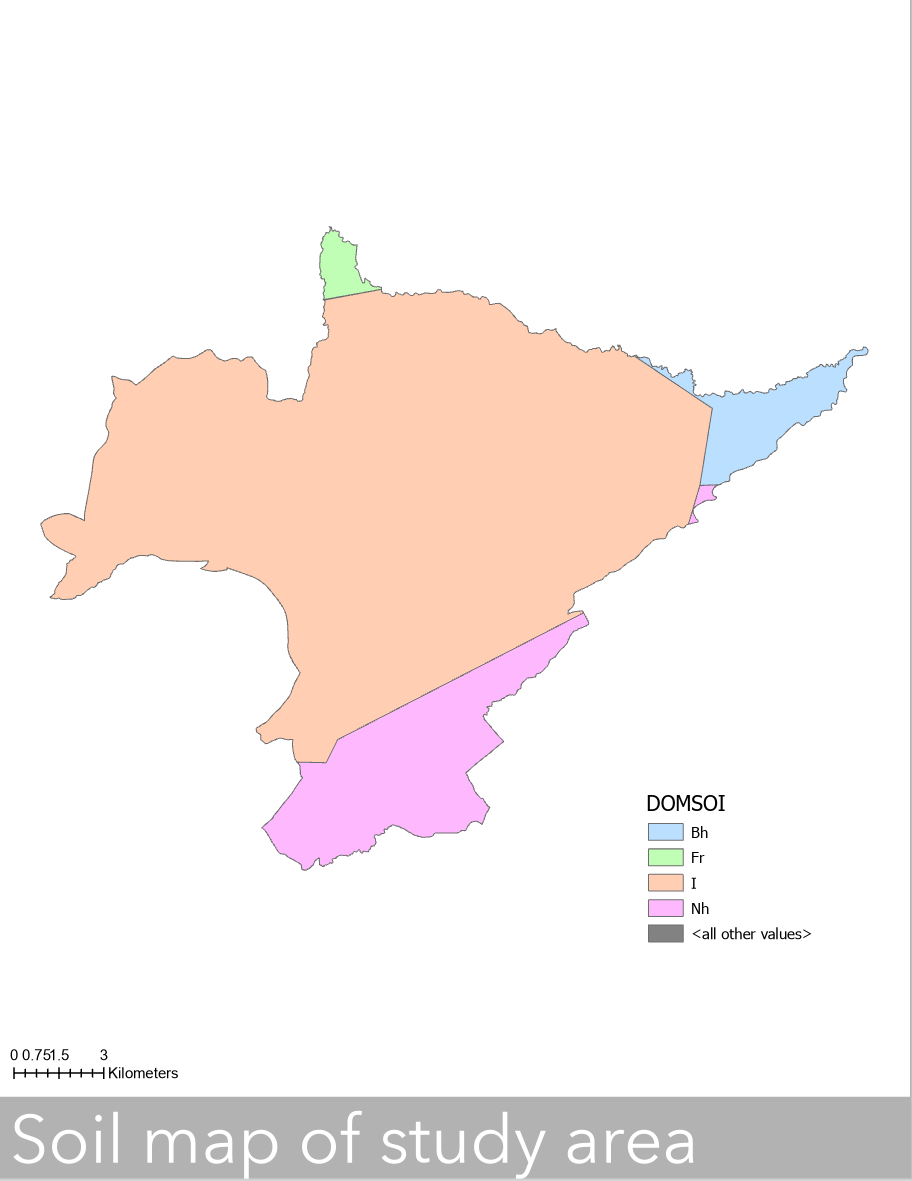 DOMSOI
Bh
Fr
I
Nh
<all other values>
0 0.751.5 3
Kilometers
Soil map of study area